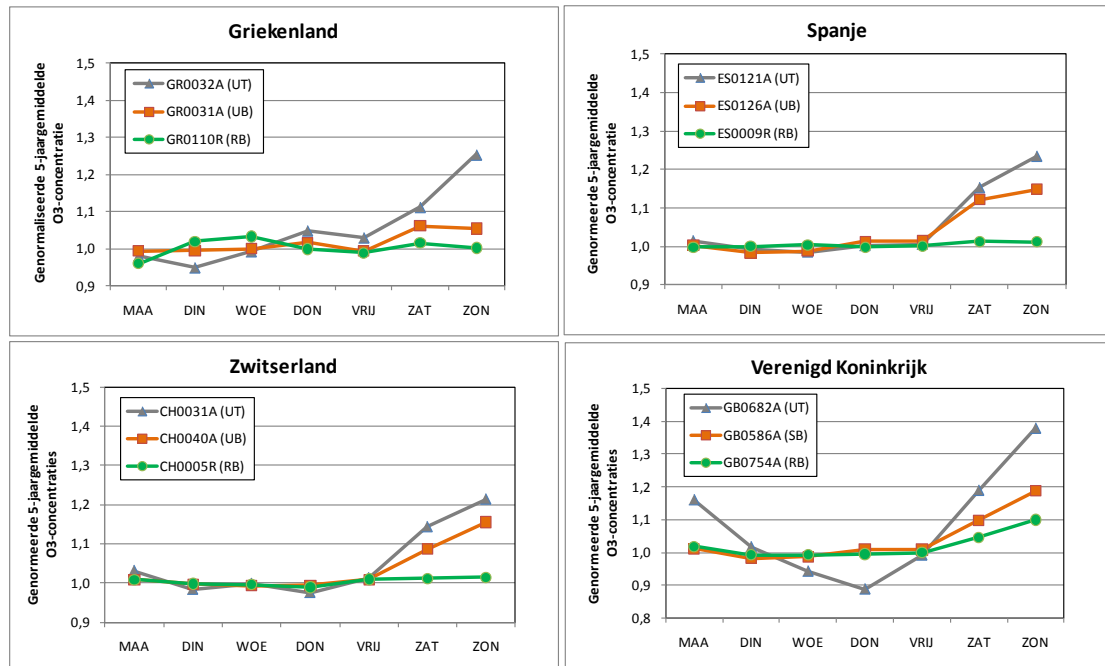 Griekenland
Genormaliseerde 5-jaargemiddelde
O3-concentratie
1,5
1,4
1,3
1,2
1,1
1,0
0,9
GR0032A (UT)
GR0031A (UB)
GR0110R (RB)
MAA DIN WOE DON VRIJ ZAT ZON
Spanje
Genormeerde 5-jaargemiddelde
O3-concentratie
1,5
1,4
1,3
1,2
1,1
1,0
0,9
ES0121A (UT)
ES0126A (UB)
ES0009R (RB)
MAA DIN WOE DON VRIJ ZAT ZON
Zwitserland
Genormeerde 5-jaargemiddelde
O3-concentraties
1,5
1,4
1,3
1,2
1,1
1,0
0,9
CH0031A (UT)
CH0040A (UB)
CH0005R (RB)
MAA DIN WOE DON VRIJ ZAT ZON
Verenigd Koninkrijk
Genormeerde 5-jaargemiddelde
O3-concentraties
1,5
1,4
1,3
1,2
1,1
1,0
0,9
0,8
GB0682A (UT)
GB0586A (SB)
GB0754A (RB)
MAA DIN WOE DON VRIJ ZAT ZON